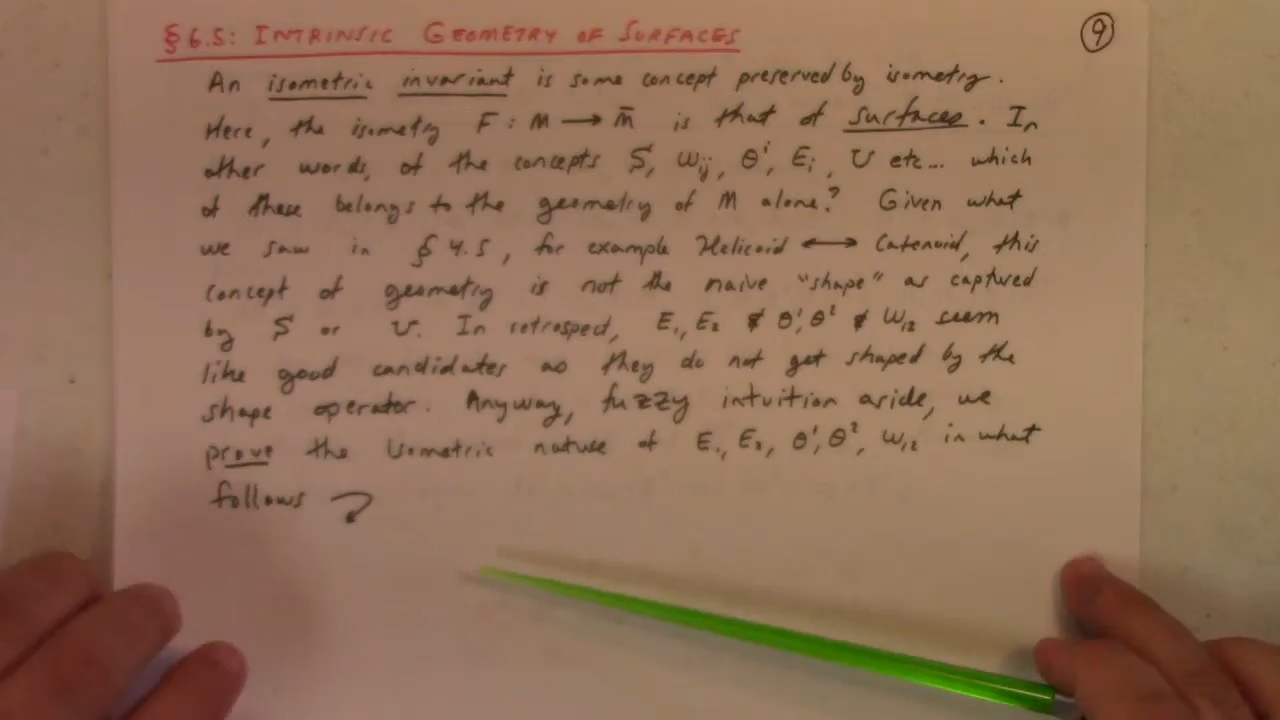 § 6.5: INTRINSIC GEOMETRY OF SURFACES
9
An isometric invariant is some concept preserved by isometry.
Here, the isometry F : M → M̄ is that of surfaces. In
other words, of the concepts S, ω_ij, θ^i, E_i, U etc... which
of these belongs to the geometry of M alone? Given what
we saw in § 4.5, for example Helicoid ↔ Catenoid, this
concept of geometry is not the naive "shape" as captured
by S or U. In retrospect, E₁, E₂ & θ¹, θ² & ω₁₂ seem
like good candidates as they do not get shaped by the
shape operator. Anyway, fuzzy intuition aside, we
prove the isometric nature of E₁, E₂, θ¹, θ², ω₁₂ in what
follows